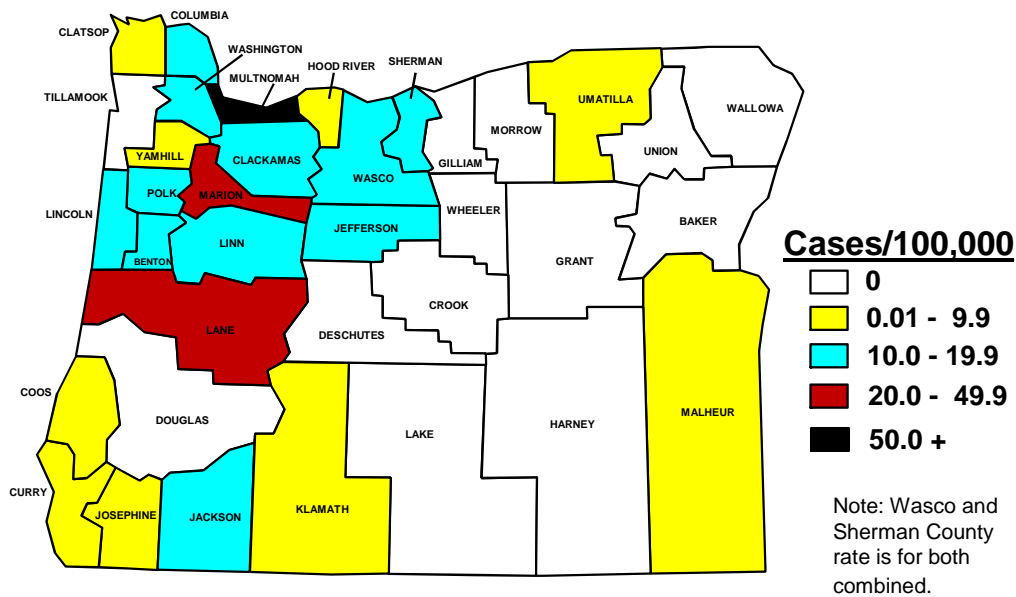 COLUMBIA
CLATSOP
WASHINGTON
MULTNOMAH
HOOD RIVER
SHERMAN
TILLAMOOK
UMATILLA
WALLOWA
MORROW
UNION
GILLIAM
YAMHILL
CLACKAMAS
WASCO
POLK
MARION
LINCOLN
WHEELER
BAKER
JEFFERSON
LINN
BENTON
GRANT
CROOK
LANE
DESCHUTES
COOS
DOUGLAS
LAKE
HARNEY
MALHEUR
CURRY
JOSEPHINE
JACKSON
KLAMATH
Cases/100,000
0
0.01 - 9.9
10.0 - 19.9
20.0 - 49.9
50.0 +
Note: Wasco and
Sherman County
rate is for both
combined.